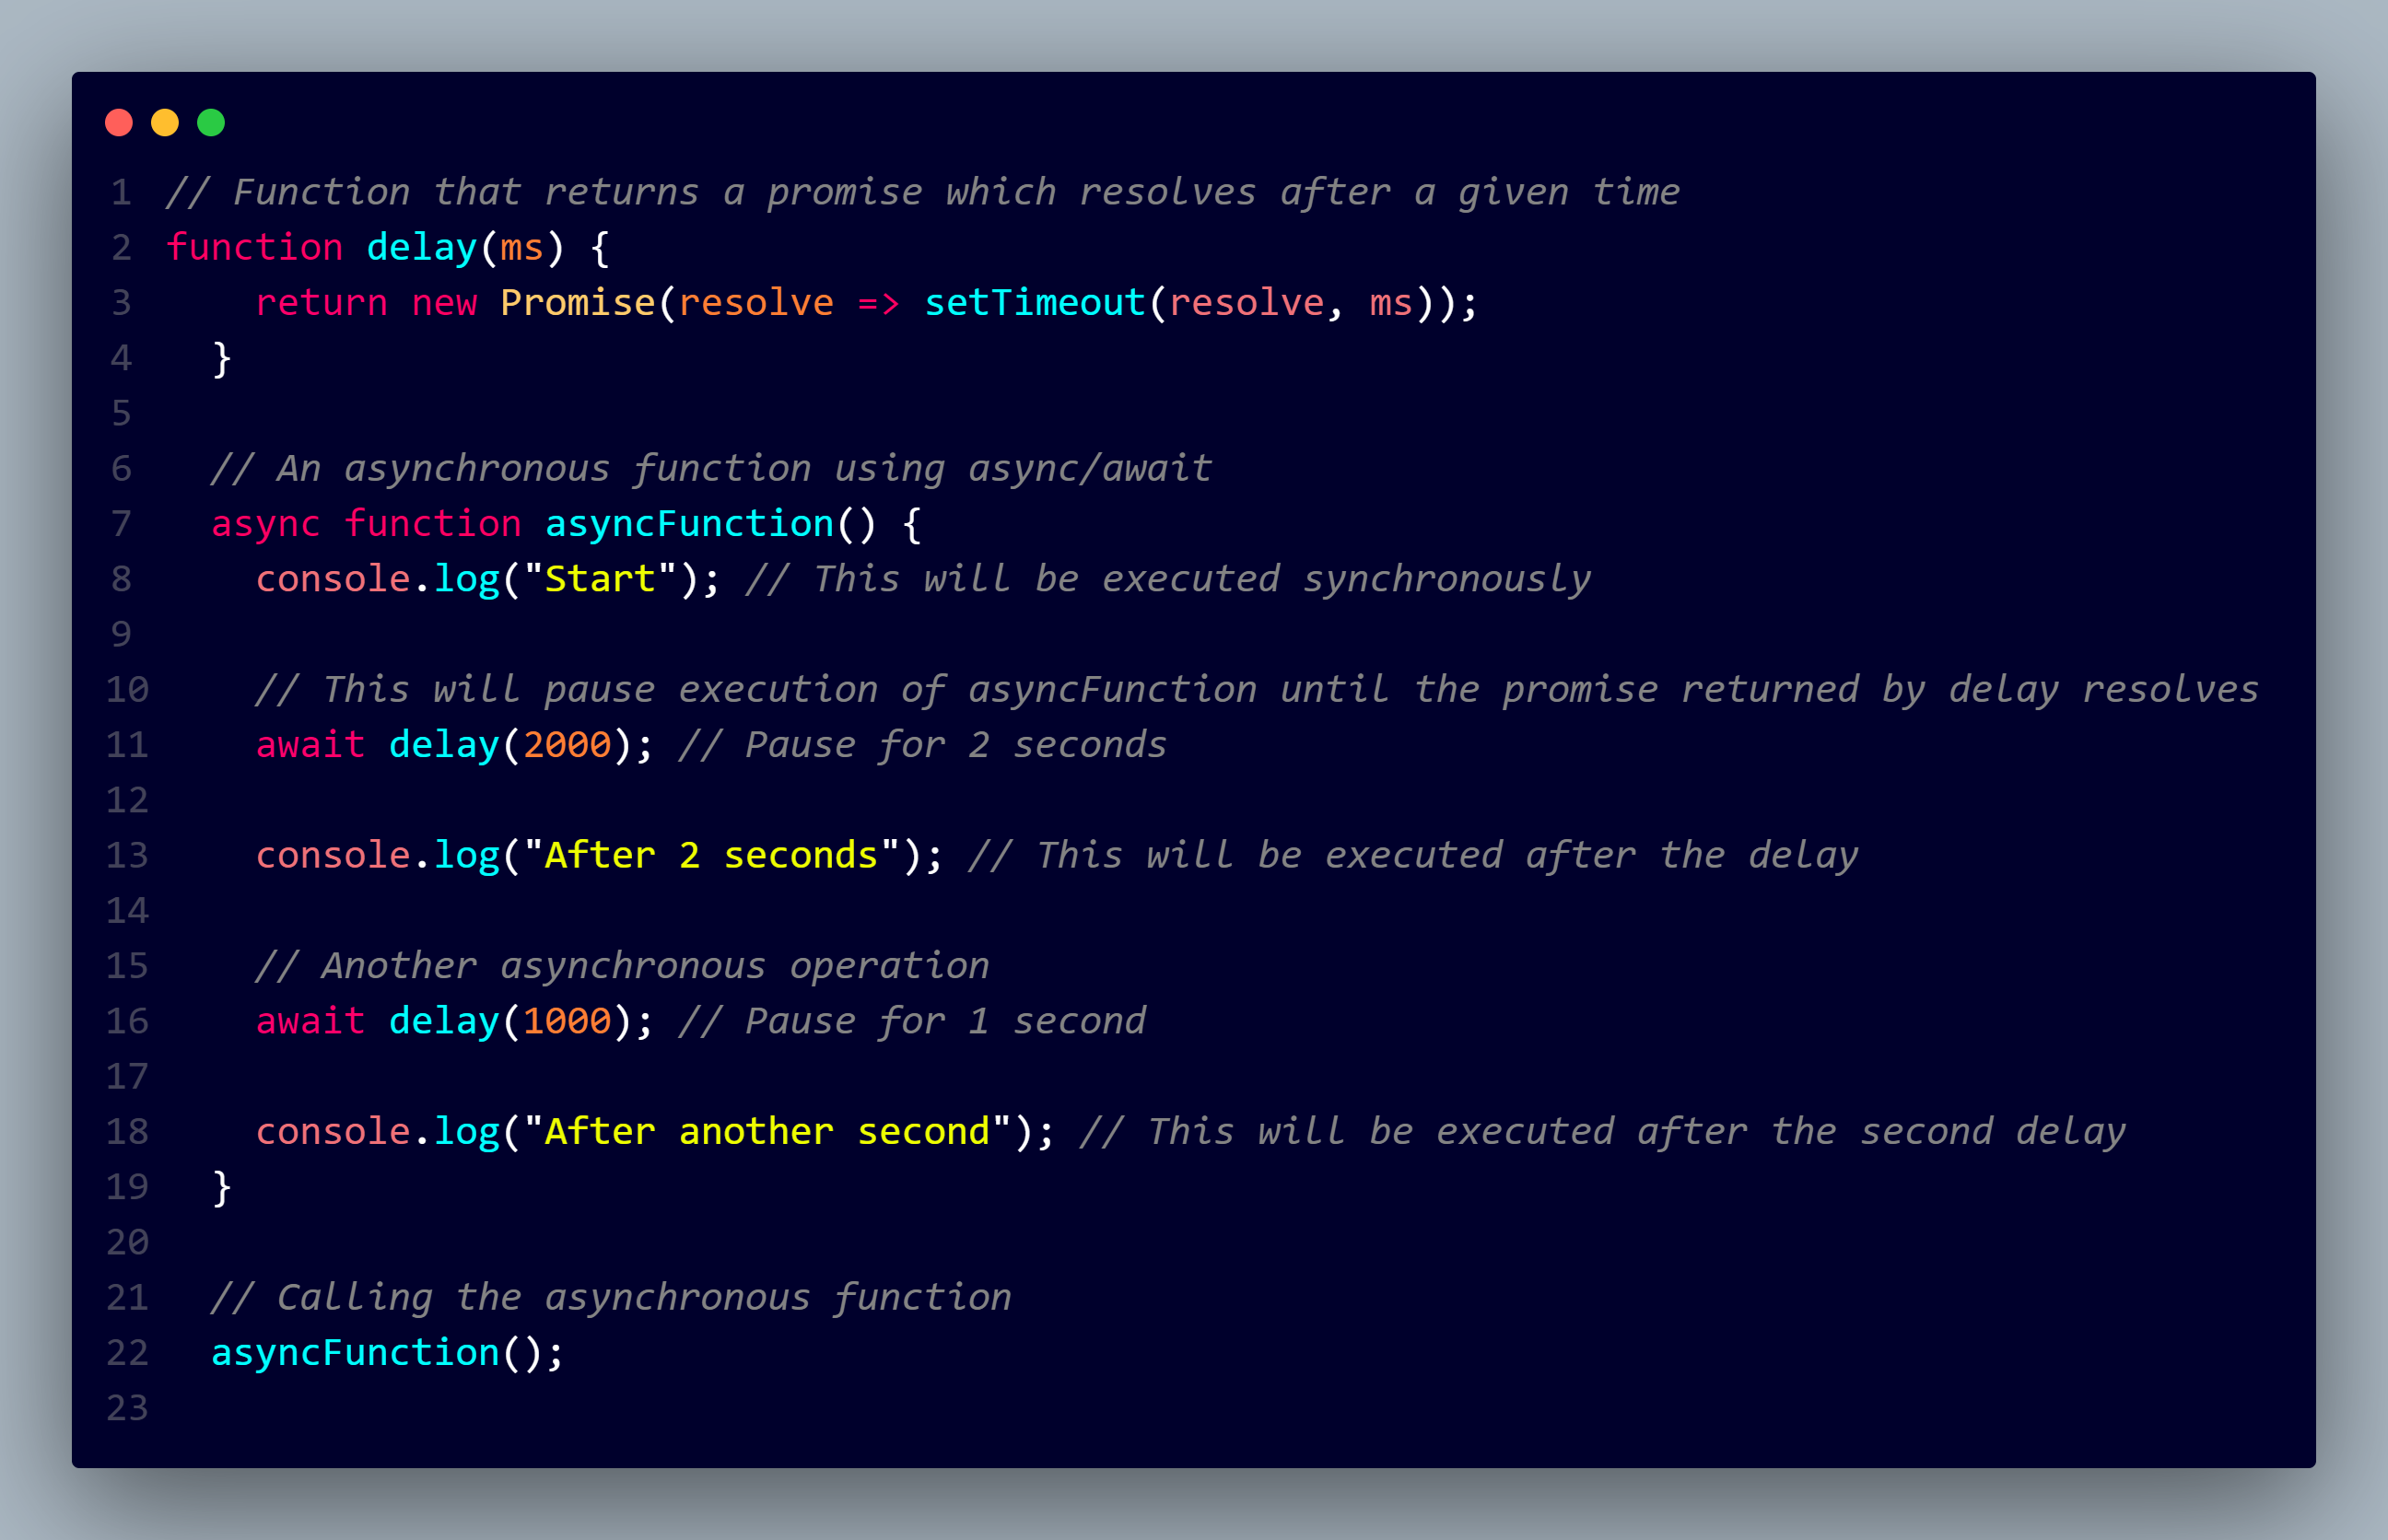 1 // Function that returns a promise which resolves after a given time
2 function delay(ms) {
3     return new Promise(resolve => setTimeout(resolve, ms));
4   }
5
6   // An asynchronous function using async/await
7   async function asyncFunction() {
8     console.log("Start"); // This will be executed synchronously
9
10     // This will pause execution of asyncFunction until the promise returned by delay resolves
11     await delay(2000); // Pause for 2 seconds
12
13     console.log("After 2 seconds"); // This will be executed after the delay
14
15     // Another asynchronous operation
16     await delay(1000); // Pause for 1 second
17
18     console.log("After another second"); // This will be executed after the second delay
19   }
20
21   // Calling the asynchronous function
22   asyncFunction();
23